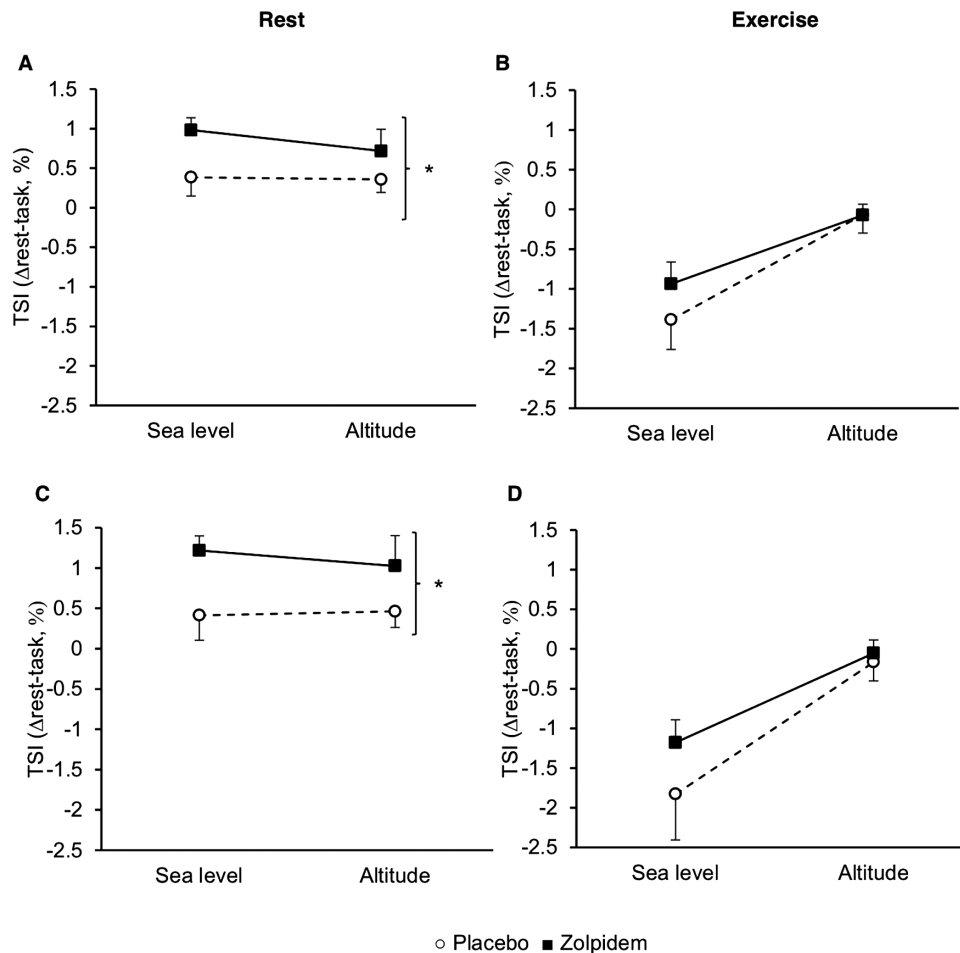 Rest
Exercise
A
TSI (Δrest-task, %)
1.5
1
0.5
0
-0.5
-1
-1.5
-2
-2.5
Sea level
Altitude
*
B
TSI (Δrest-task, %)
1.5
1
0.5
0
-0.5
-1
-1.5
-2
-2.5
Sea level
Altitude
C
TSI (Δrest-task, %)
1.5
1
0.5
0
-0.5
-1
-1.5
-2
-2.5
Sea level
Altitude
*
D
TSI (Δrest-task, %)
1.5
1
0.5
0
-0.5
-1
-1.5
-2
-2.5
Sea level
Altitude
Placebo
Zolpidem